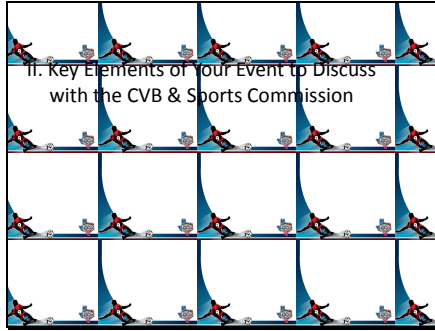 II. Key Elements of Your Event to Discuss
with the CVB & Sports Commission